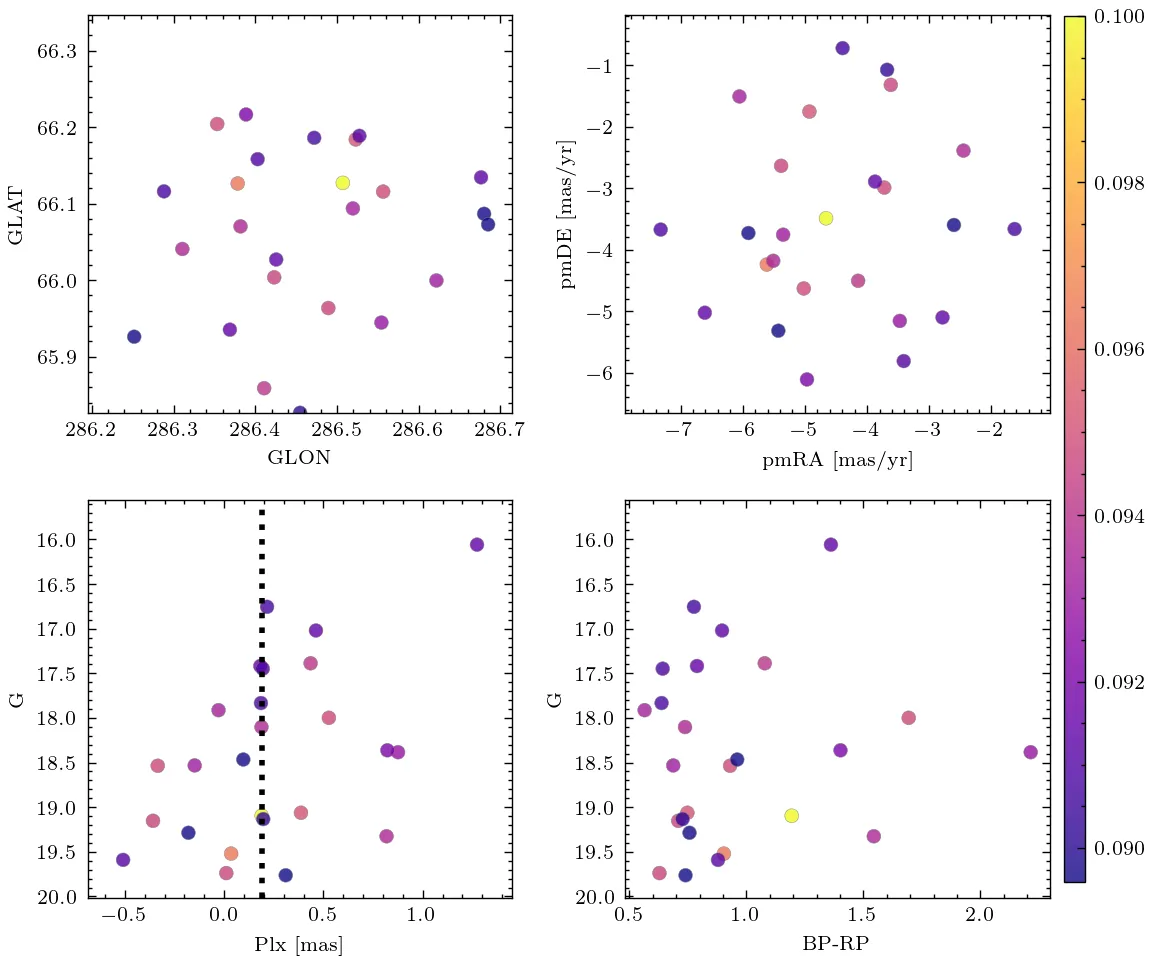 66.3
66.2
66.1
66.0
65.9
GLAT
286.2 286.3 286.4 286.5 286.6 286.7
GLON
−1
−2
−3
−4
−5
−6
pmDE [mas/yr]
−7 −6 −5 −4 −3 −2
pmRA [mas/yr]
0.100
0.098
0.096
0.094
0.092
0.090
16.0
16.5
17.0
17.5
18.0
18.5
19.0
19.5
20.0
G
−0.5 0.0 0.5 1.0
Plx [mas]
16.0
16.5
17.0
17.5
18.0
18.5
19.0
19.5
20.0
G
0.5 1.0 1.5 2.0
BP-RP